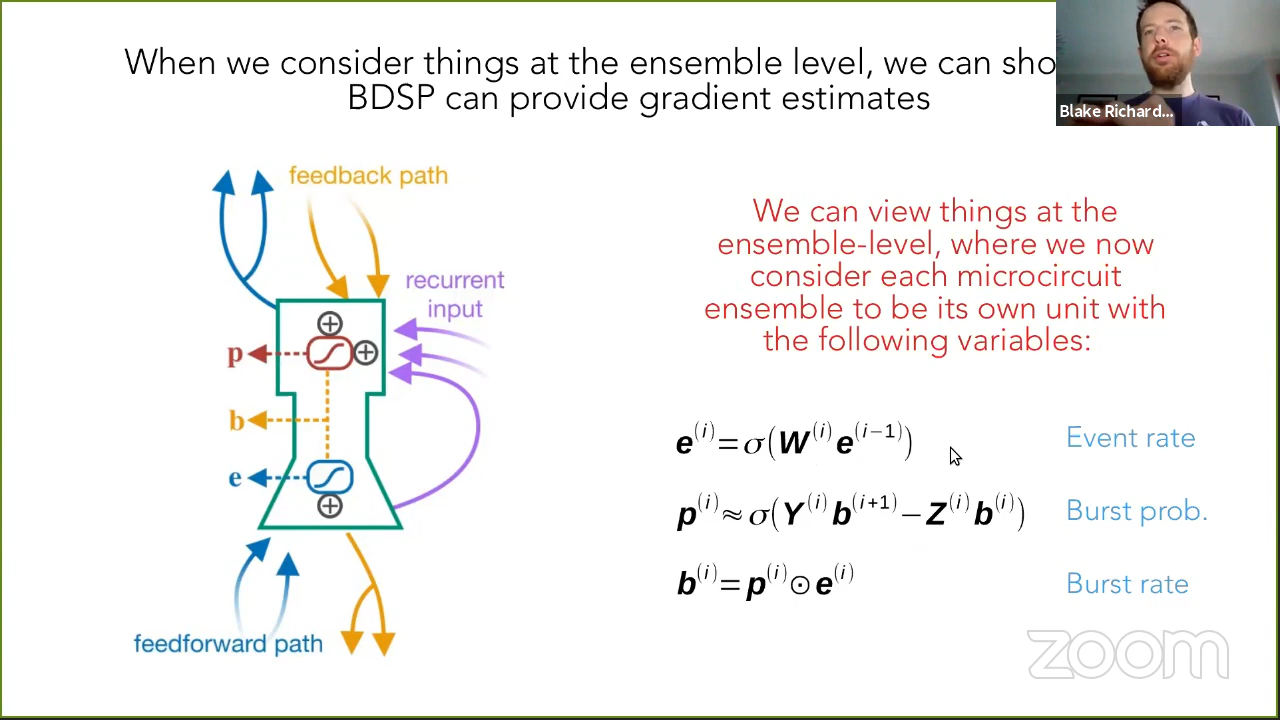 When we consider things at the ensemble level, we can sho
BDSP can provide gradient estimates
Blake Richard...
feedback path
recurrent
input
p
b
e
feedforward path
We can view things at the
ensemble-level, where we now
consider each microcircuit
ensemble to be its own unit with
the following variables:
e^(i)=σ(W^(i) e^(i−1))
Event rate
p^(i)≈σ(Y^(i) b^(i+1)−Z^(i) b^(i))
Burst prob.
b^(i)=p^(i)⊙e^(i)
Burst rate
zoom